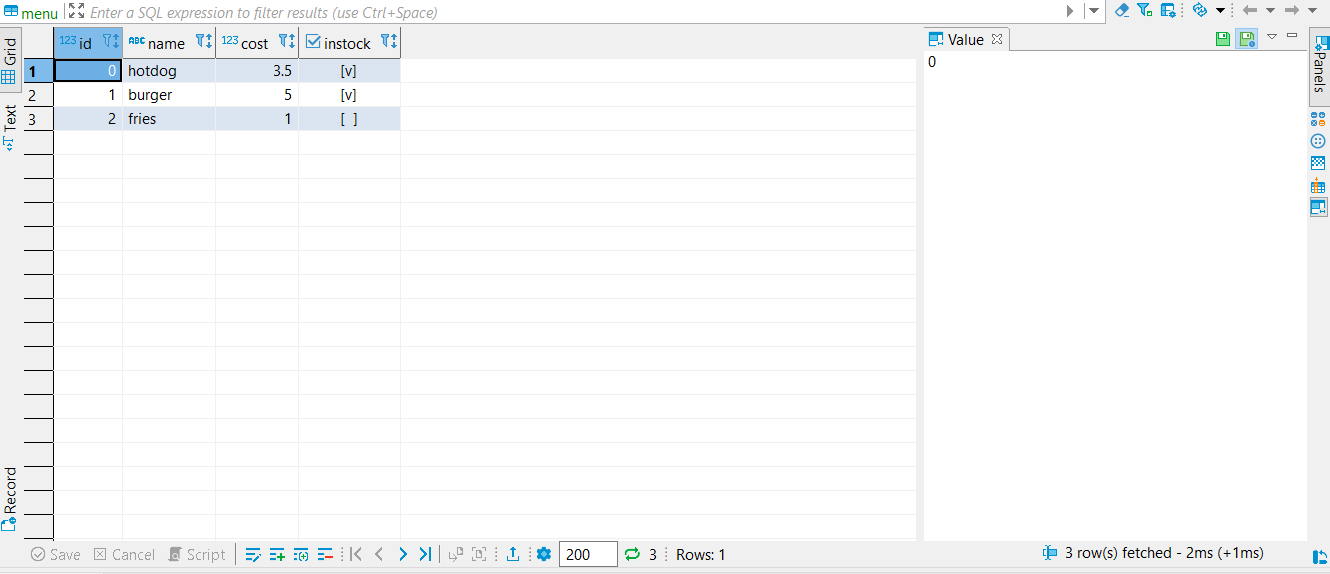 menu Enter a SQL expression to filter results (use Ctrl+Space)
Grid
Text
Record
123 id ABC name 123 cost instock
1 0 hotdog 3.5 [v]
2 1 burger 5 [v]
3 2 fries 1 [ ]
Value
0
Panels
Save Cancel Script 200 3 Rows: 1 3 row(s) fetched - 2ms (+1ms)